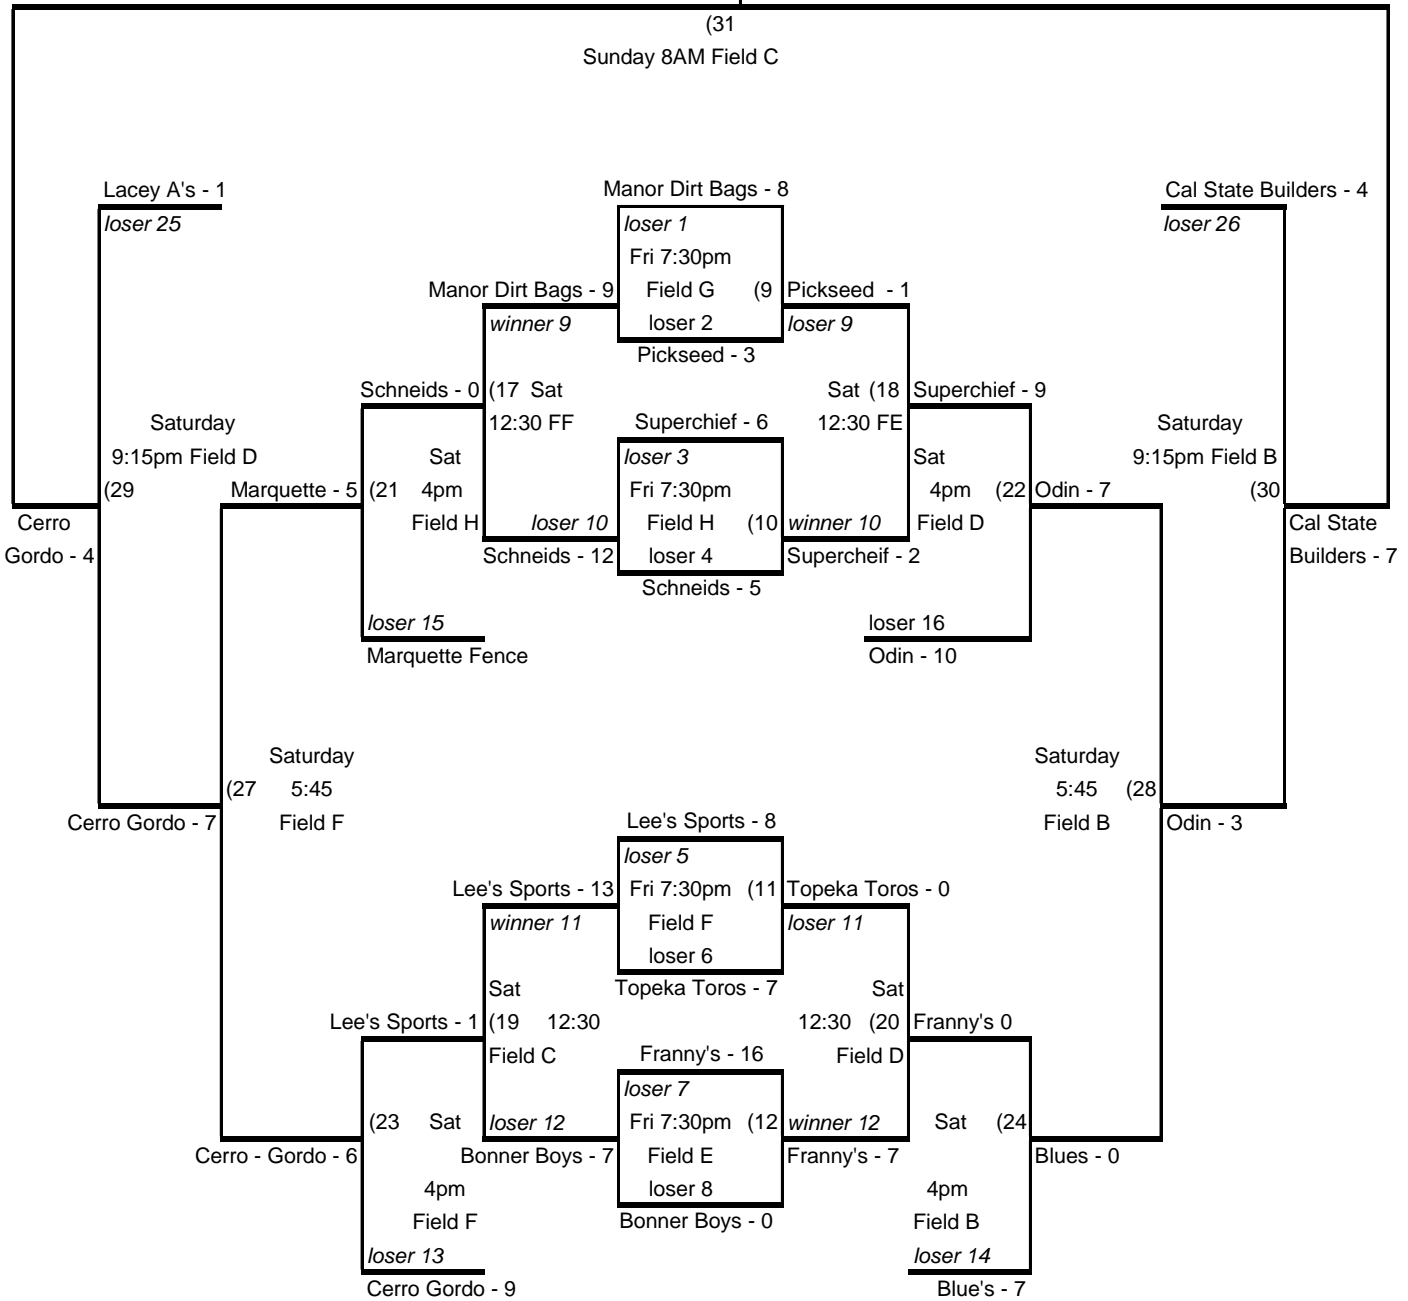 (31
Sunday 8AM Field C
Lacey A's - 1
loser 25
Manor Dirt Bags - 8
loser 1
Fri 7:30pm
Field G (9
loser 2
Pickseed - 3
Cal State Builders - 4
loser 26
Manor Dirt Bags - 9
winner 9
Pickseed - 1
loser 9
Schneids - 0
(17 Sat
12:30 FF
Sat (18
12:30 FE
Superchief - 9
Superchief - 6
loser 3
Fri 7:30pm
Field H (10
loser 4
Schneids - 5
Saturday
9:15pm Field D
(29
Saturday
9:15pm Field B
(30
Marquette - 5
(21
Sat
4pm
Field H
Sat
4pm (22
Field D
Odin - 7
Cerro
Gordo - 4
loser 10
Schneids - 12
winner 10
Supercheif - 2
Cal State
Builders - 7
loser 15
Marquette Fence
loser 16
Odin - 10
Saturday
(27 5:45
Field F
Saturday
5:45 (28
Field B
Cerro Gordo - 7
Odin - 3
Lee's Sports - 8
loser 5
Fri 7:30pm (11
Field F
loser 6
Topeka Toros - 7
Lee's Sports - 13
winner 11
Topeka Toros - 0
loser 11
Lee's Sports - 1
Sat
(19 12:30
Field C
Sat
12:30 (20
Field D
Franny's 0
Franny's - 16
loser 7
Fri 7:30pm (12
Field E
loser 8
Bonner Boys - 0
(23 Sat
4pm
Field F
loser 12
Bonner Boys - 7
winner 12
Franny's - 7
Sat (24
4pm
Field B
Cerro - Gordo - 6
Blues - 0
loser 13
Cerro Gordo - 9
loser 14
Blue's - 7